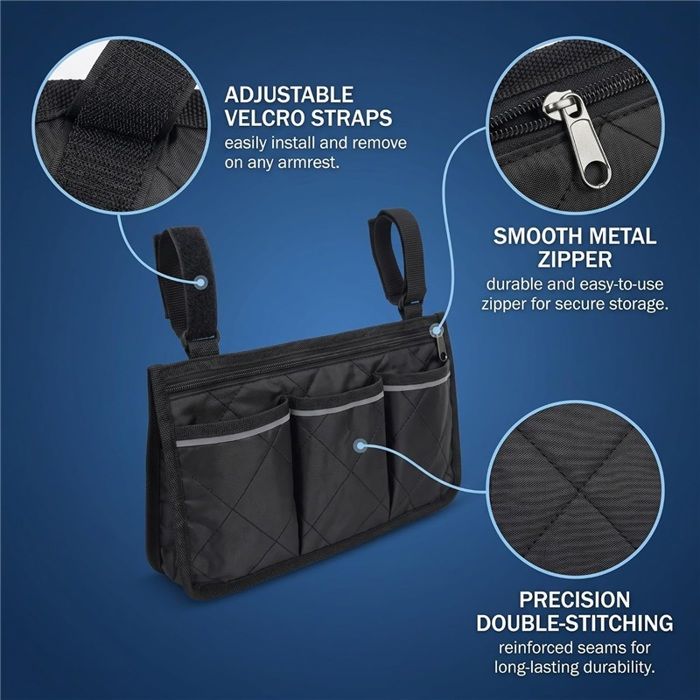 ADJUSTABLE
VELCRO STRAPS
easily install and remove
on any armrest.
SMOOTH METAL
ZIPPER
durable and easy-to-use
zipper for secure storage.
PRECISION
DOUBLE-STITCHING
reinforced seams for
long-lasting durability.